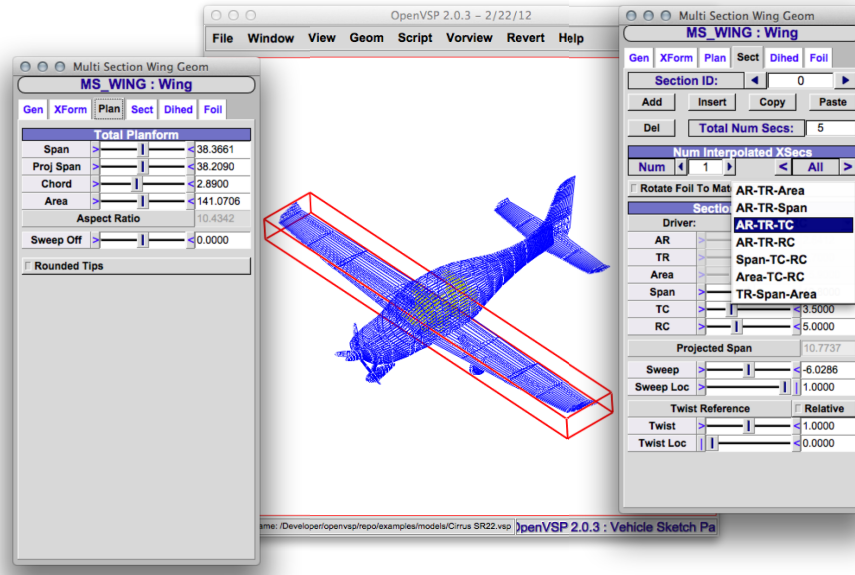 OpenVSP 2.0.3 - 2/22/12
File Window View Geom Script Vorview Revert Help
Multi Section Wing Geom
MS_WING : Wing
Gen XForm Plan Sect Dihed Foil
Total Planform
Span > < 38.3661
Proj Span > < 38.2090
Chord > < 2.8900
Area > < 141.0706
Aspect Ratio 10.4342
Sweep Off > < 0.0000
Rounded Tips
/Developer/openvsp/repo/examples/models/Cirrus SR22.vsp
OpenVSP 2.0.3 : Vehicle Sketch
Multi Section Wing Geom
MS_WING : Wing
Gen XForm Plan Sect Dihed Foil
Section ID: 0
Add Insert Copy Paste
Del Total Num Secs: 5
Num Interpolated XSecs
Num 1 < All >
Rotate Foil To
Driver:
AR-TR-Area
AR-TR-Span
AR-TR-TC
AR-TR-RC
Span-TC-RC
Area-TC-RC
TR-Span-Area
AR >
TR >
Area >
Span >
TC > < 3.5000
RC > < 5.0000
Projected Span 10.7737
Sweep > < -6.0286
Sweep Loc > | 1.0000
Twist Reference Relative
Twist > < 1.0000
Twist Loc | < 0.0000